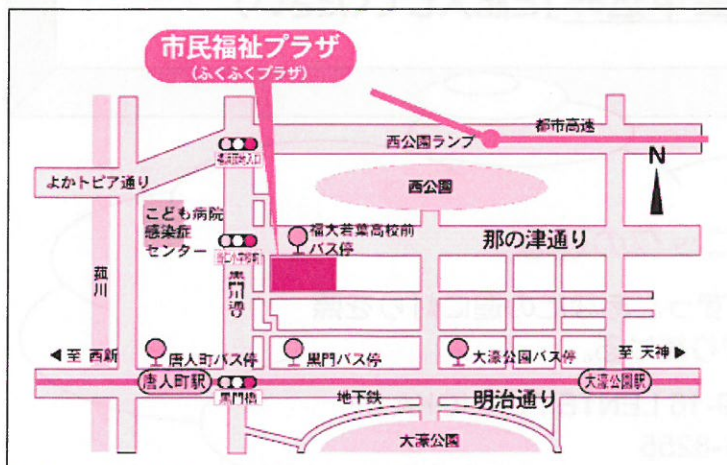 市民福祉プラザ
（ふくふくプラザ）
都市高速
西公園ランプ
N
よかトピア通り
西公園
こども病院
感染症
センター
福大若葉高校前
バス停
那の津通り
菰川
黒門通り
至 西新
唐人町バス停
黒門バス停
大濠公園バス停
至 天神
唐人町駅
大濠公園駅
黒門橋
地下鉄
明治通り
大濠公園